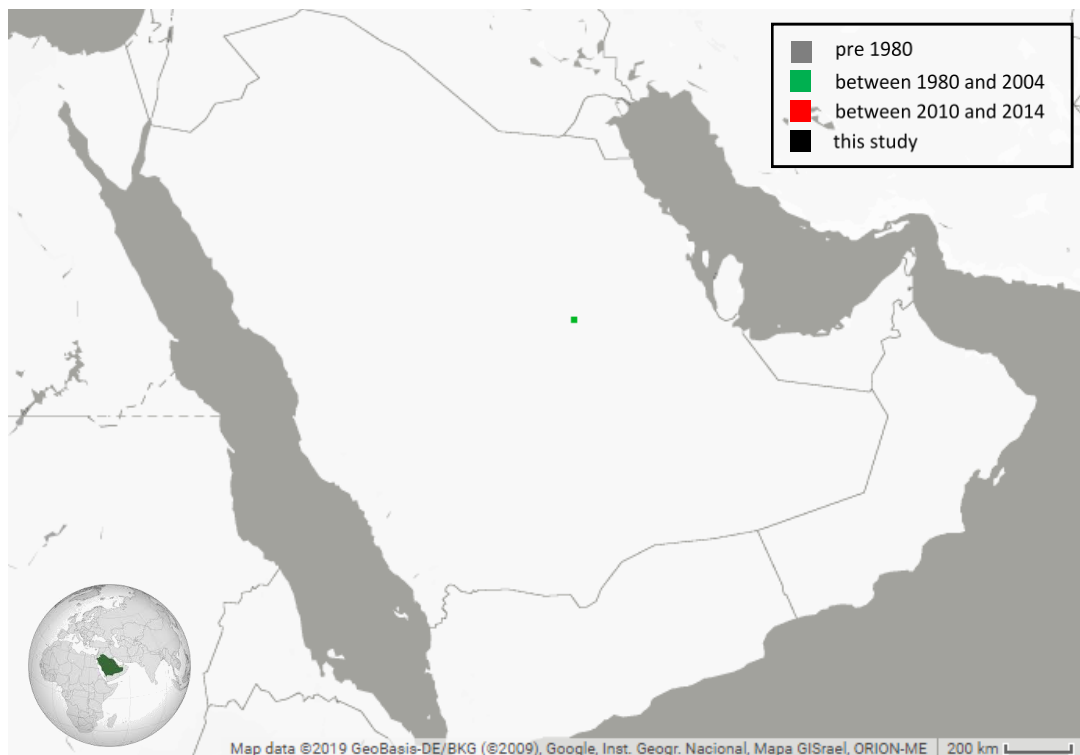 pre 1980
between 1980 and 2004
between 2010 and 2014
this study
Map data ©2019 GeoBasis-DE/BKG (©2009), Google, Inst. Geogr. Nacional, Mapa GISrael, ORION-ME
200 km